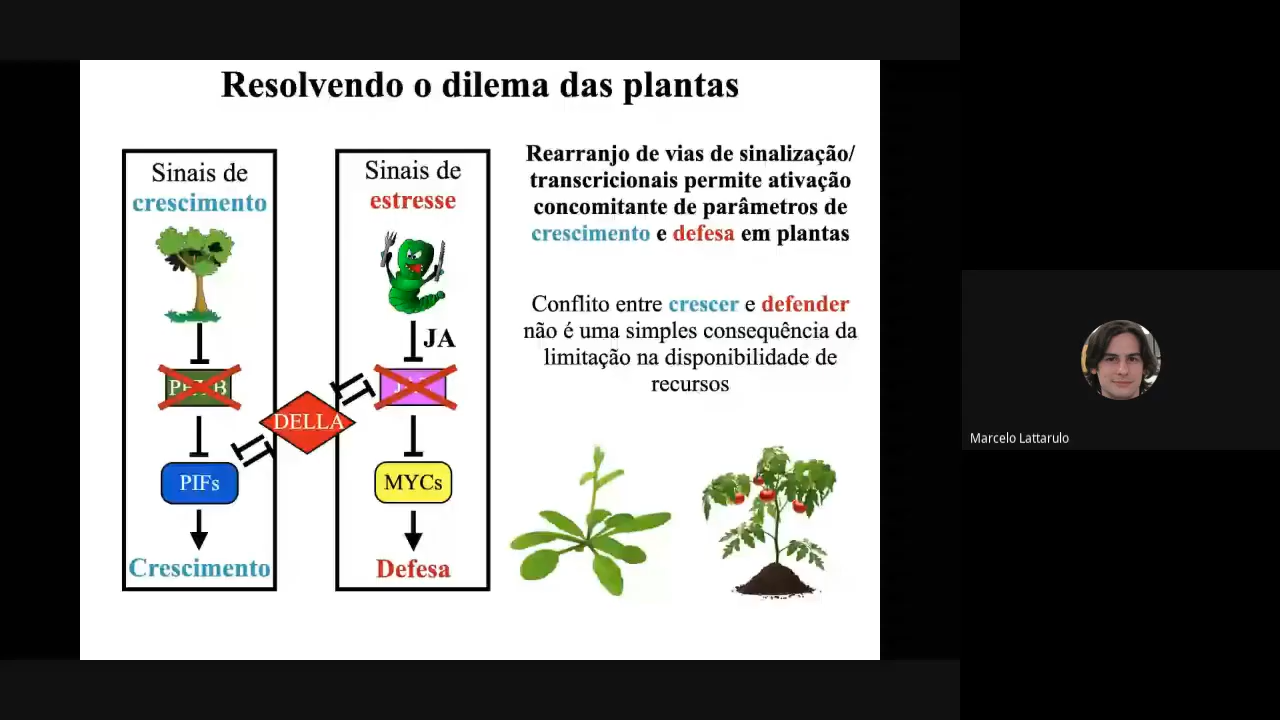 Resolvendo o dilema das plantas
Sinais de
crescimento
PIFs
Crescimento
Sinais de
estresse
JA
DELLA
MYCs
Defesa
Rearranjo de vias de sinalização/
transcricionais permite ativação
concomitante de parâmetros de
crescimento e defesa em plantas
Conflito entre crescer e defender
não é uma simples consequência da
limitação na disponibilidade de
recursos
Marcelo Lattarulo